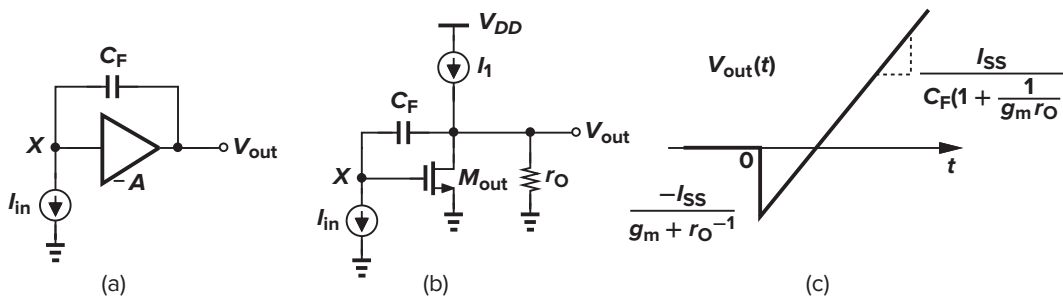 C_F
X
−A
V_out
I_in
(a)
V_DD
I_1
C_F
V_out
X
M_out
r_O
I_in
(b)
V_out(t)
I_SS
C_F(1 + 1
g_m r_O
0
t
−I_SS
g_m + r_O^−1
(c)